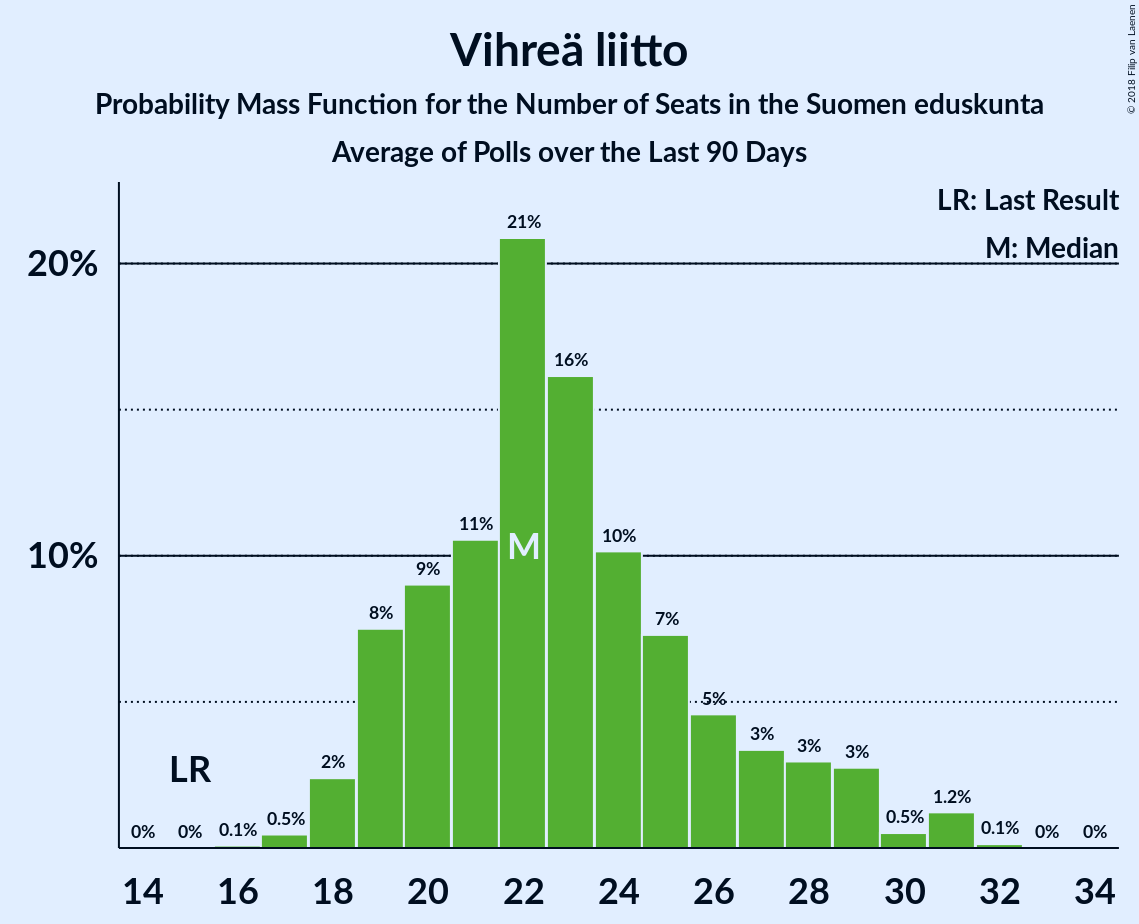 Vihreä liitto
Probability Mass Function for the Number of Seats in the Suomen eduskunta
Average of Polls over the Last 90 Days
© 2018 Filip van Laenen
LR: Last Result
M: Median
20%
10%
21%
16%
11%
10%
9%
8%
7%
5%
3%
3%
3%
2%
1.2%
0.5%
0.5%
0.1%
0.1%
0%
0%
0%
0%
LR
M
14 16 18 20 22 24 26 28 30 32 34